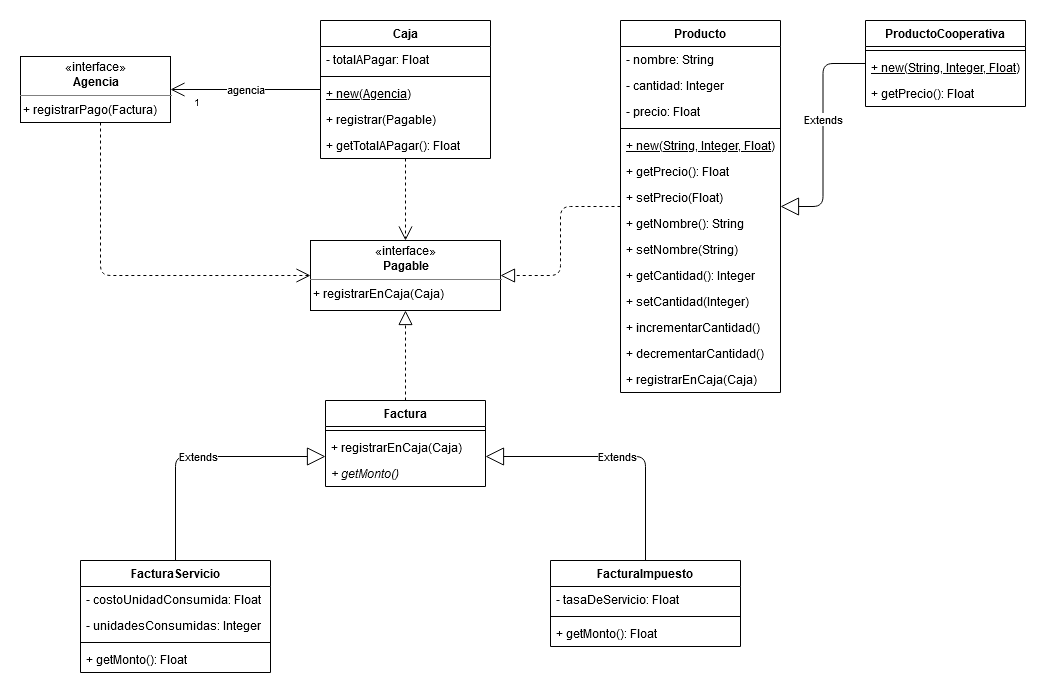 «interface»
Agencia
+ registrarPago(Factura)
agencia
1
Caja
- totalAPagar: Float
+ new(Agencia)
+ registrar(Pagable)
+ getTotalAPagar(): Float
Producto
- nombre: String
- cantidad: Integer
- precio: Float
+ new(String, Integer, Float)
+ getPrecio(): Float
+ setPrecio(Float)
+ getNombre(): String
+ setNombre(String)
+ getCantidad(): Integer
+ setCantidad(Integer)
+ incrementarCantidad()
+ decrementarCantidad()
+ registrarEnCaja(Caja)
Extends
ProductoCooperativa
+ new(String, Integer, Float)
+ getPrecio(): Float
«interface»
Pagable
+ registrarEnCaja(Caja)
Factura
+ registrarEnCaja(Caja)
+ getMonto()
Extends
Extends
FacturaServicio
- costoUnidadConsumida: Float
- unidadesConsumidas: Integer
+ getMonto(): Float
FacturaImpuesto
- tasaDeServicio: Float
+ getMonto(): Float